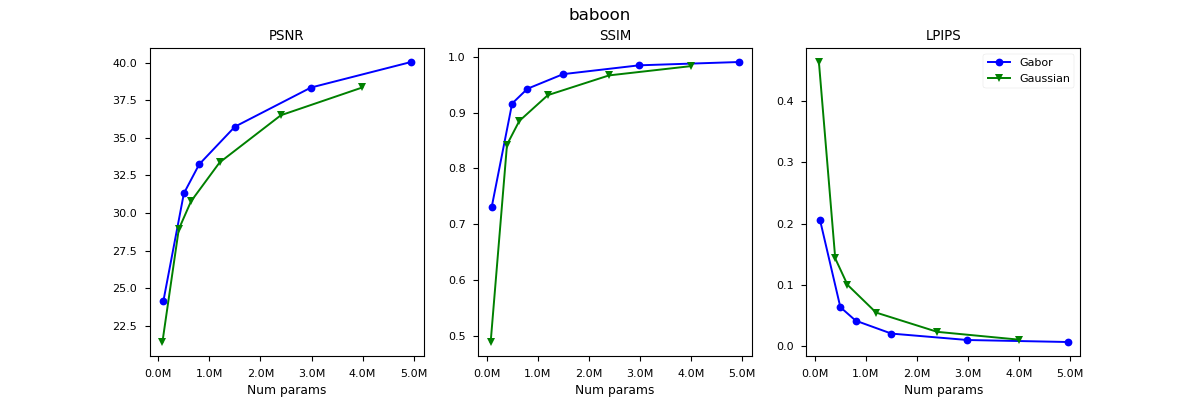 baboon
PSNR
40.0
37.5
35.0
32.5
30.0
27.5
25.0
22.5
0.0M 1.0M 2.0M 3.0M 4.0M 5.0M
Num params
SSIM
1.0
0.9
0.8
0.7
0.6
0.5
0.0M 1.0M 2.0M 3.0M 4.0M 5.0M
Num params
LPIPS
Gabor
Gaussian
0.4
0.3
0.2
0.1
0.0
0.0M 1.0M 2.0M 3.0M 4.0M 5.0M
Num params